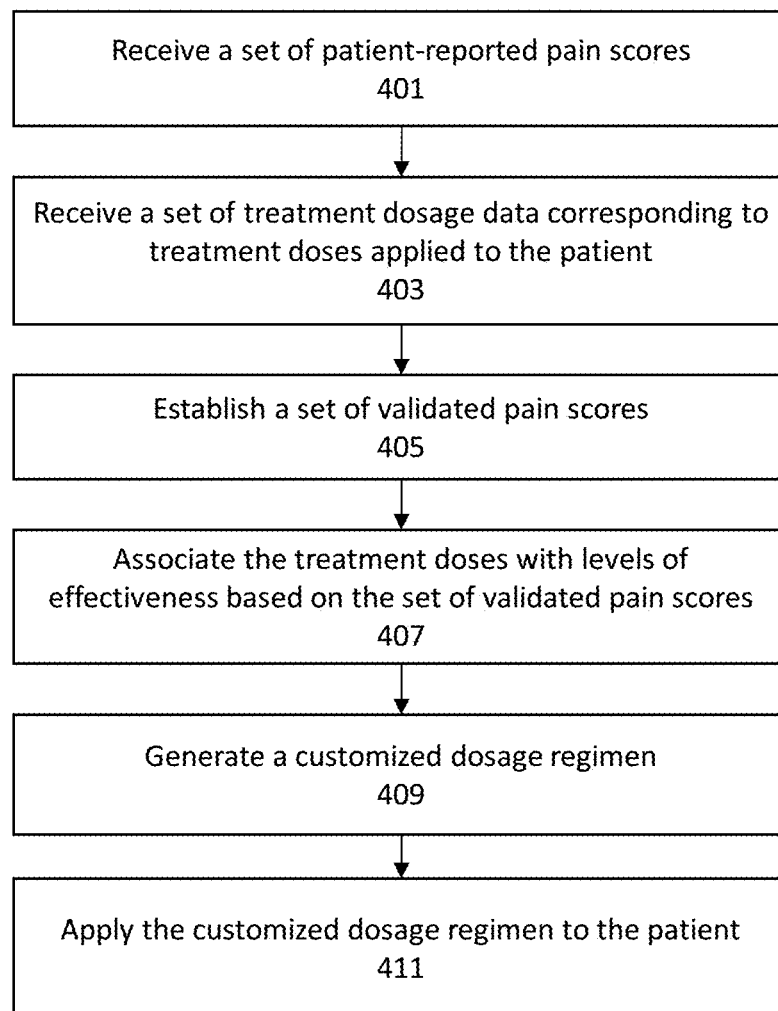 Receive a set of patient-reported pain scores
401
Receive a set of treatment dosage data corresponding to
treatment doses applied to the patient
403
Establish a set of validated pain scores
405
Associate the treatment doses with levels of
effectiveness based on the set of validated pain scores
407
Generate a customized dosage regimen
409
Apply the customized dosage regimen to the patient
411